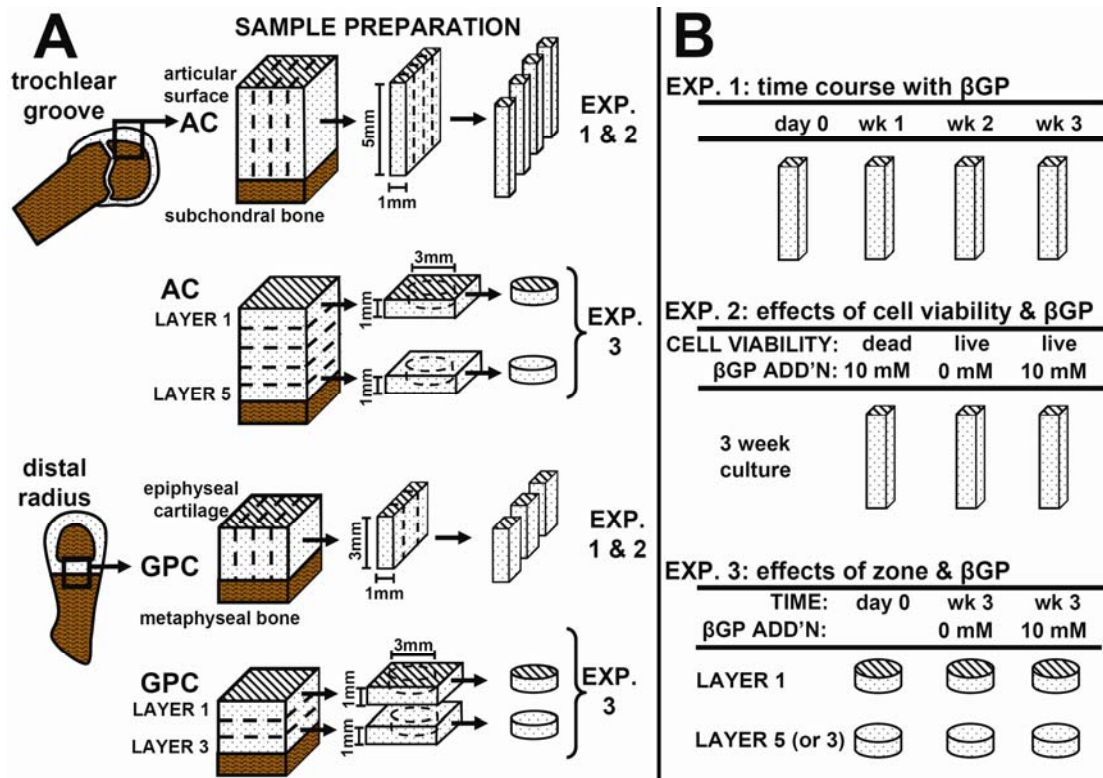 A
SAMPLE PREPARATION
trochlear
groove
articular
surface
AC
5mm
1mm
subchondral bone
EXP.
1 & 2
AC
LAYER 1
LAYER 5
3mm
1mm
1mm
EXP.
3
distal
radius
epiphyseal
cartilage
GPC
3mm
1mm
metaphyseal bone
EXP.
1 & 2
GPC
LAYER 1
LAYER 3
3mm
1mm
1mm
EXP.
3
B
EXP. 1: time course with βGP
day 0 wk 1 wk 2 wk 3
EXP. 2: effects of cell viability & βGP
CELL VIABILITY: dead live live
βGP ADD'N: 10 mM 0 mM 10 mM
3 week
culture
EXP. 3: effects of zone & βGP
TIME: day 0 wk 3 wk 3
βGP ADD'N: 0 mM 10 mM
LAYER 1
LAYER 5 (or 3)